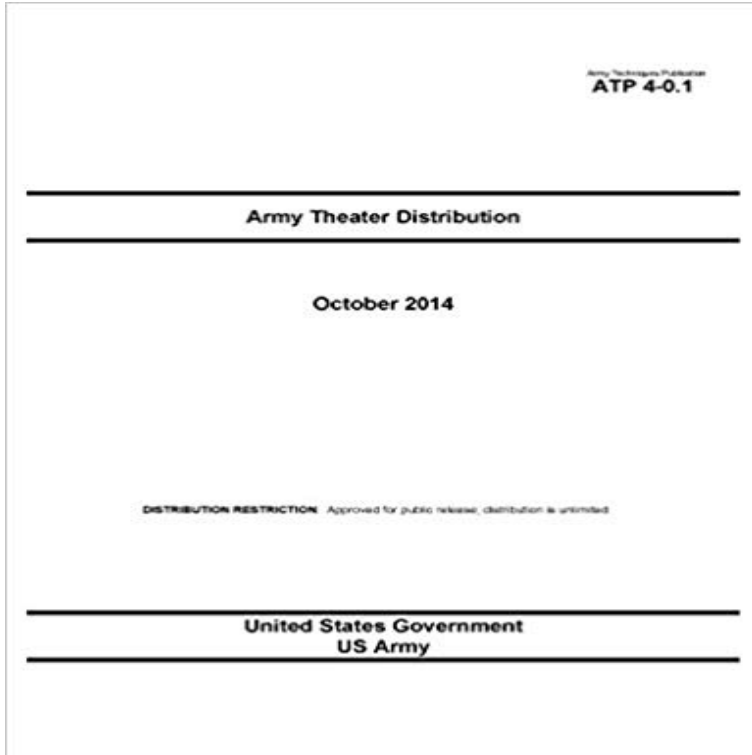 Army Techniques Publication
ATP 4-0.1
Army Theater Distribution
October 2014
DISTRIBUTION RESTRICTION: Approved for public release; distribution is unlimited.
United States Government
US Army